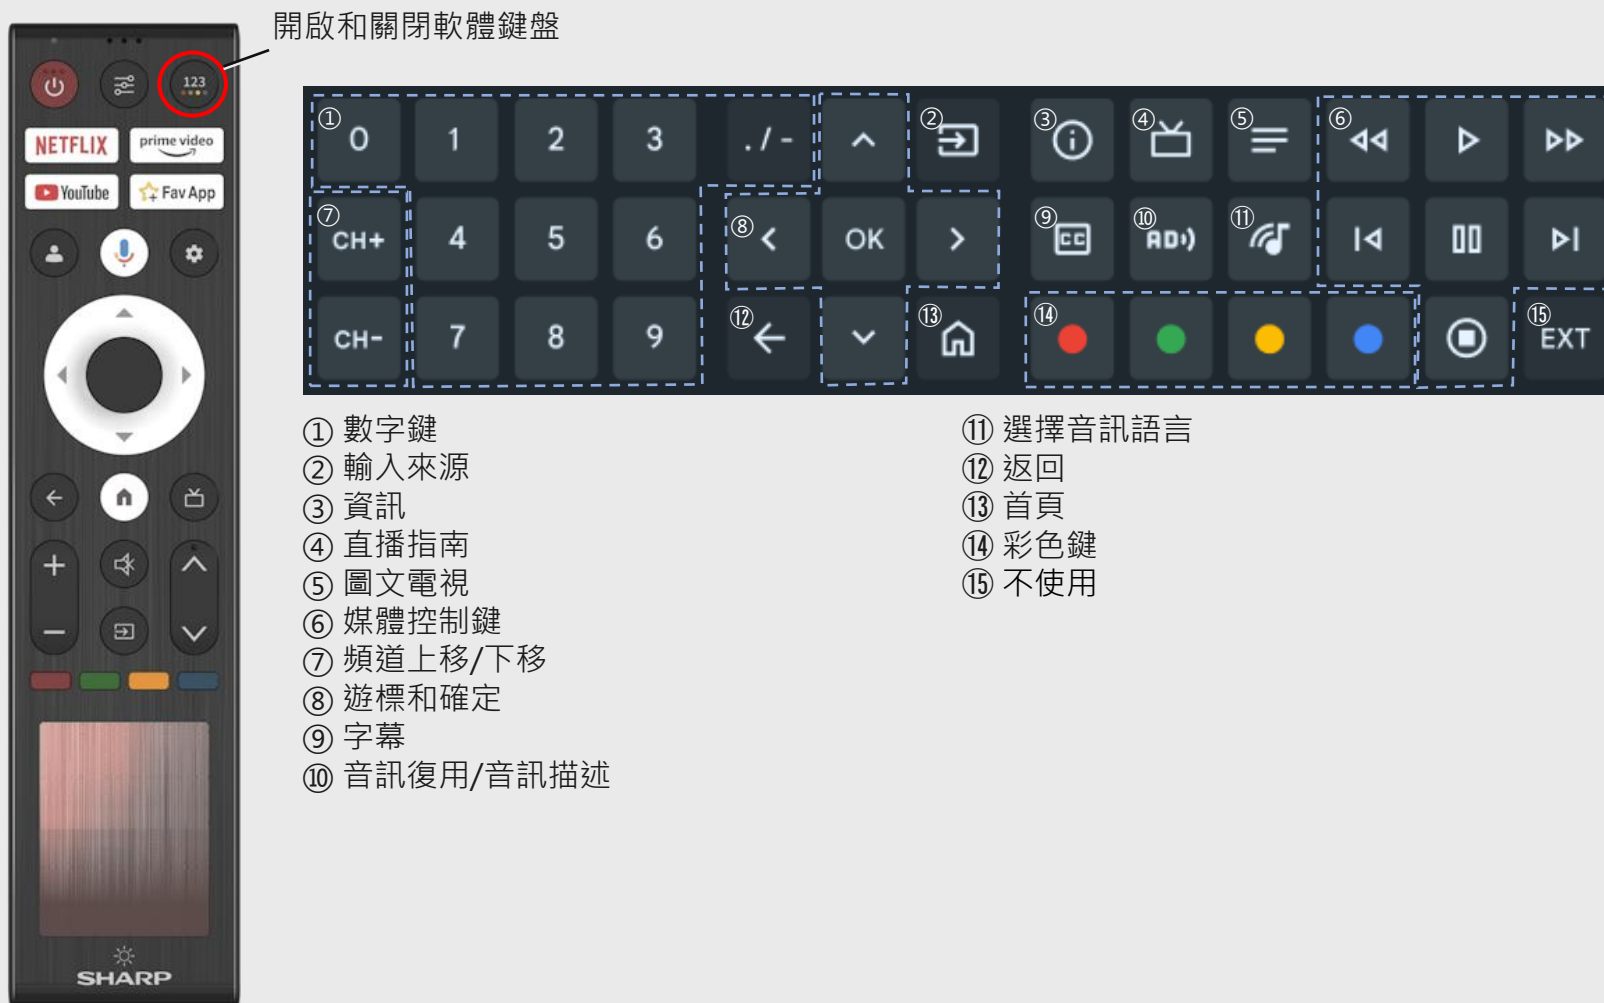 開啟和關閉軟體鍵盤
123
NETFLIX
prime video
YouTube
Fav App
SHARP
① 0 1 2 3 . / - ② ③ ④ ⑤ ⑥
⑦ CH+ 4 5 6 ⑧ OK ⑨ CC ⑩ AD ⑪
CH- 7 8 9 ⑫ ⑬ ⑭ ⑮ EXT
① 數字鍵
② 輸入來源
③ 資訊
④ 直播指南
⑤ 圖文電視
⑥ 媒體控制鍵
⑦ 頻道上移/下移
⑧ 遊標和確定
⑨ 字幕
⑩ 音訊復用/音訊描述
⑪ 選擇音訊語言
⑫ 返回
⑬ 首頁
⑭ 彩色鍵
⑮ 不使用